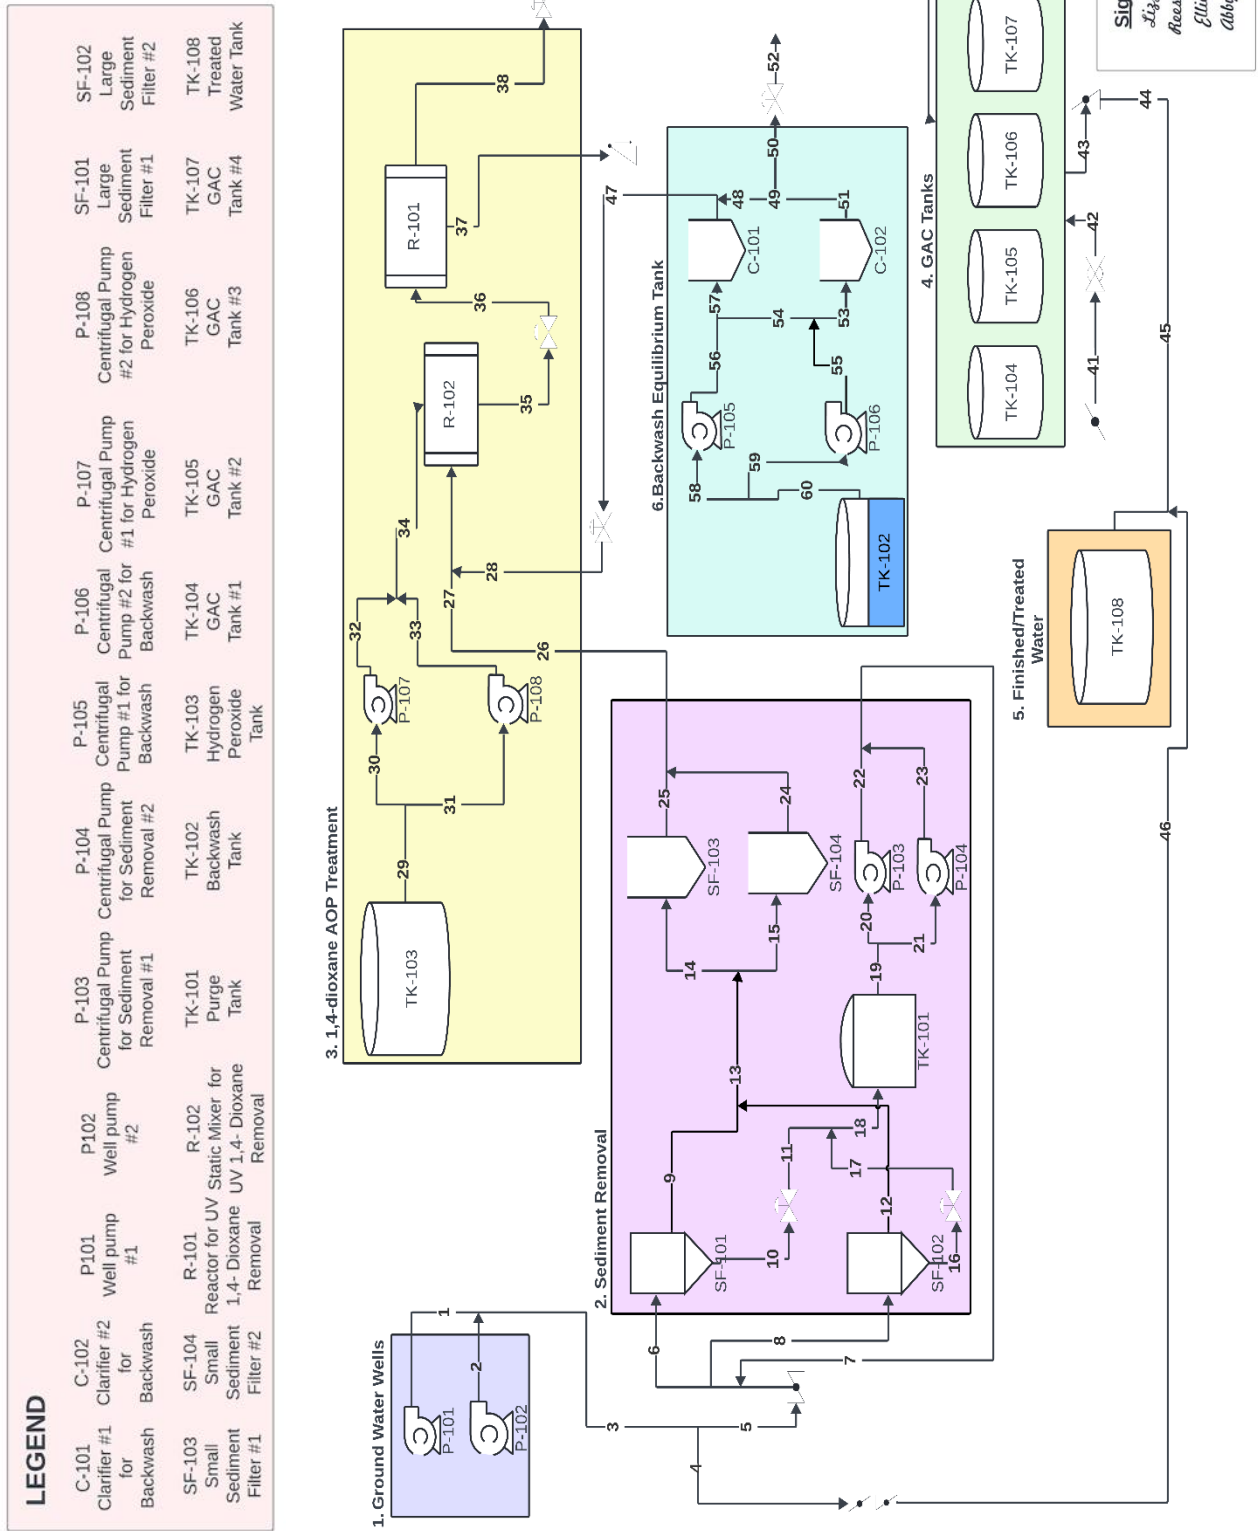 LEGEND
C-101
Clarifier #1
for
Backwash
C-102
Clarifier #2
for
Backwash
P101
Well pump
#1
P102
Well pump
#2
P-103
Centrifugal Pump
for Sediment
Removal #1
P-104
Centrifugal Pump
for Sediment
Removal #2
P-105
Centrifugal
Pump #1 for
Backwash
P-106
Centrifugal
Pump #2 for
Backwash
P-107
Centrifugal Pump
#1 for Hydrogen
Peroxide
P-108
Centrifugal Pump
#2 for Hydrogen
Peroxide
SF-101
Large
Sediment
Filter #1
SF-102
Large
Sediment
Filter #2
SF-103
Small
Sediment
Filter #1
SF-104
Small
Sediment
Filter #2
R-101
Reactor for UV
1,4- Dioxane
Removal
R-102
Static Mixer for
UV 1,4- Dioxane
Removal
TK-101
Purge
Tank
TK-102
Backwash
Tank
TK-103
Hydrogen
Peroxide
Tank
TK-104
GAC
Tank #1
TK-105
GAC
Tank #2
TK-106
GAC
Tank #3
TK-107
GAC
Tank #4
TK-108
Treated
Water Tank
3. 1,4-dioxane AOP Treatment
TK-103
29
30
31
P-107
P-108
32
33
34
26
27
28
R-102
35
36
R-101
37
38
1.Ground Water Wells
P-101
P-102
1
2
3
4
5
6
7
8
2. Sediment Removal
SF-101
SF-102
9
10
11
12
13
14
15
16
17
18
TK-101
19
20
21
P-103
P-104
22
23
SF-103
SF-104
24
25
6.Backwash Equilibrium Tank
TK-102
60
58
59
P-105
P-106
56
55
54
57
53
C-101
C-102
47
48
49
50
51
52
4. GAC Tanks
TK-104
TK-105
TK-106
TK-107
41
42
43
44
45
5. Finished/Treated
Water
TK-108
46
Sig
Liz
Rees
Elli
Abby